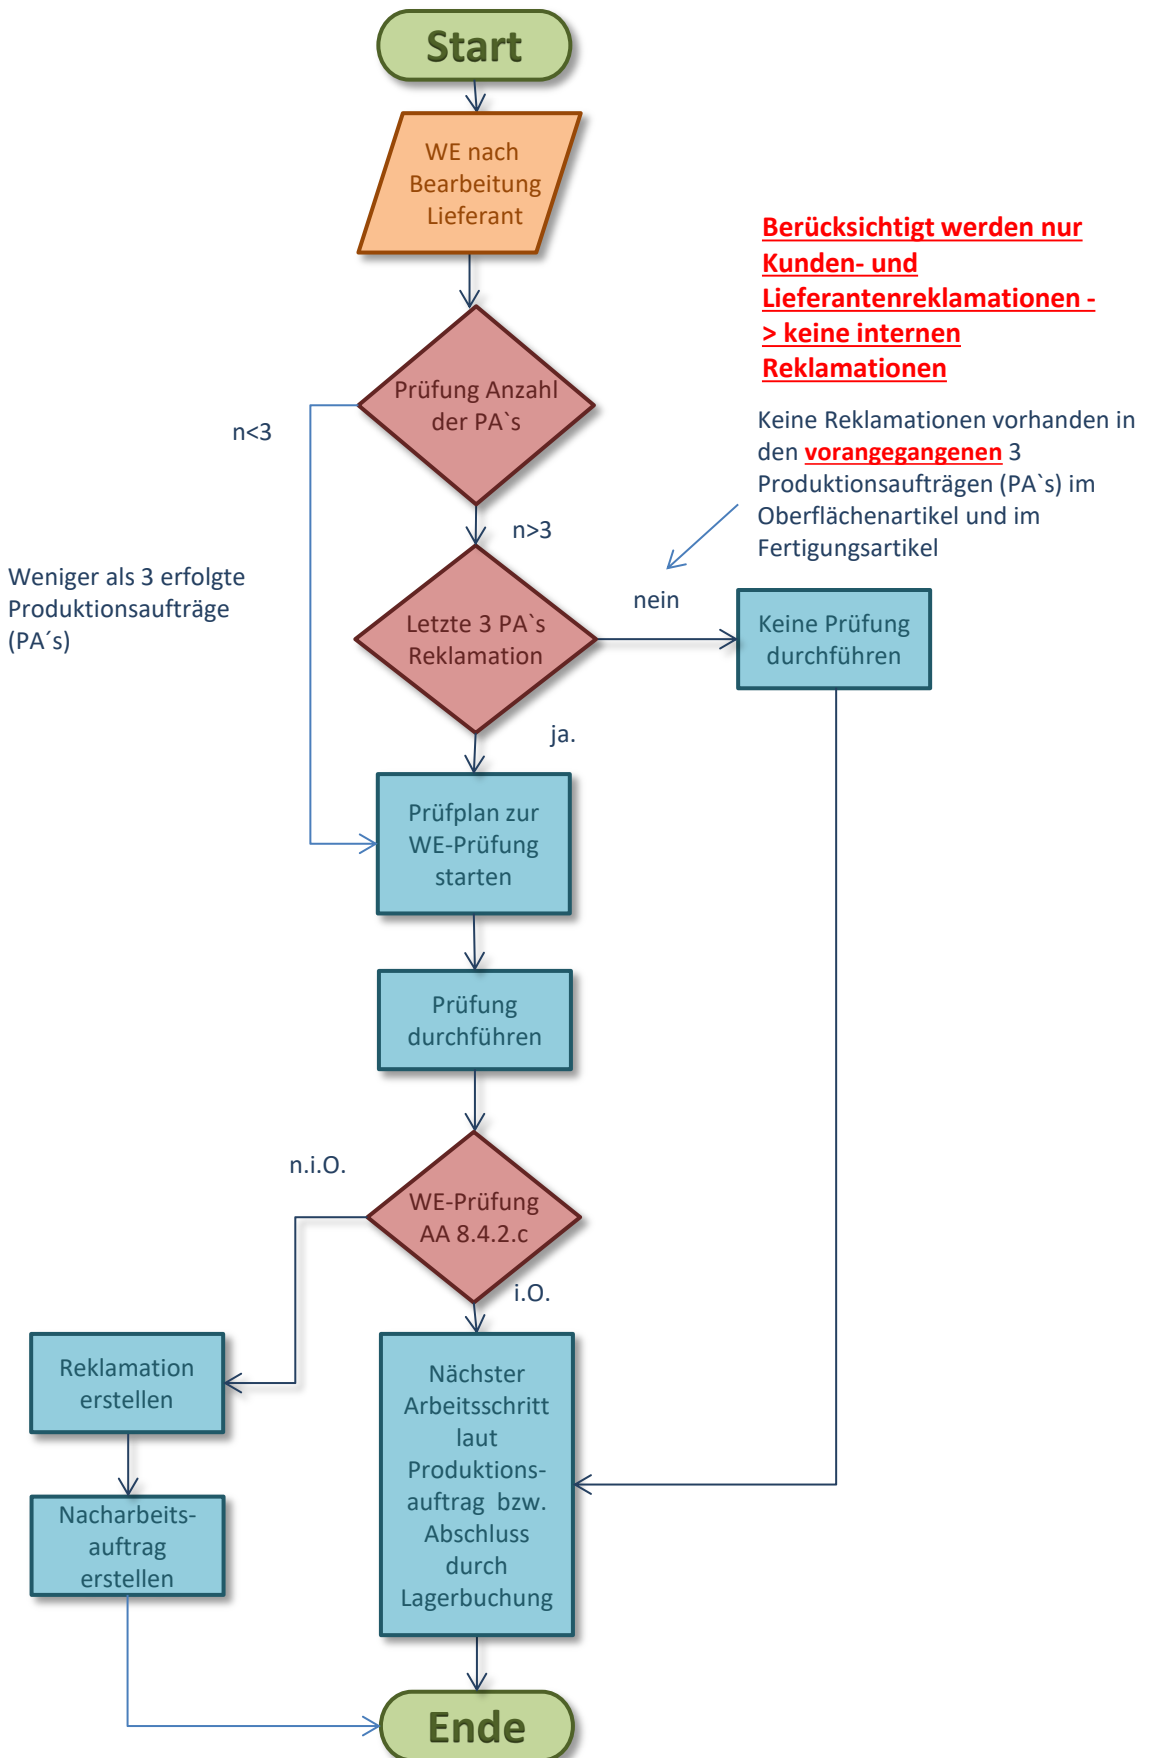 Start
WE nach
Bearbeitung
Lieferant
Berücksichtigt werden nur
Kunden- und
Lieferantenreklamationen -
> keine internen
Reklamationen
Prüfung Anzahl
der PA`s
n<3
Keine Reklamationen vorhanden in
den vorangegangenen 3
Produktionsaufträgen (PA`s) im
Oberflächenartikel und im
Fertigungsartikel
n>3
Weniger als 3 erfolgte
Produktionsaufträge
(PA´s)
Letzte 3 PA`s
Reklamation
nein
Keine Prüfung
durchführen
ja.
Prüfplan zur
WE-Prüfung
starten
Prüfung
durchführen
n.i.O.
WE-Prüfung
AA 8.4.2.c
i.O.
Reklamation
erstellen
Nächster
Arbeitsschritt
laut
Produktions-
auftrag  bzw.
Abschluss
durch
Lagerbuchung
Nacharbeits-
auftrag
erstellen
Ende